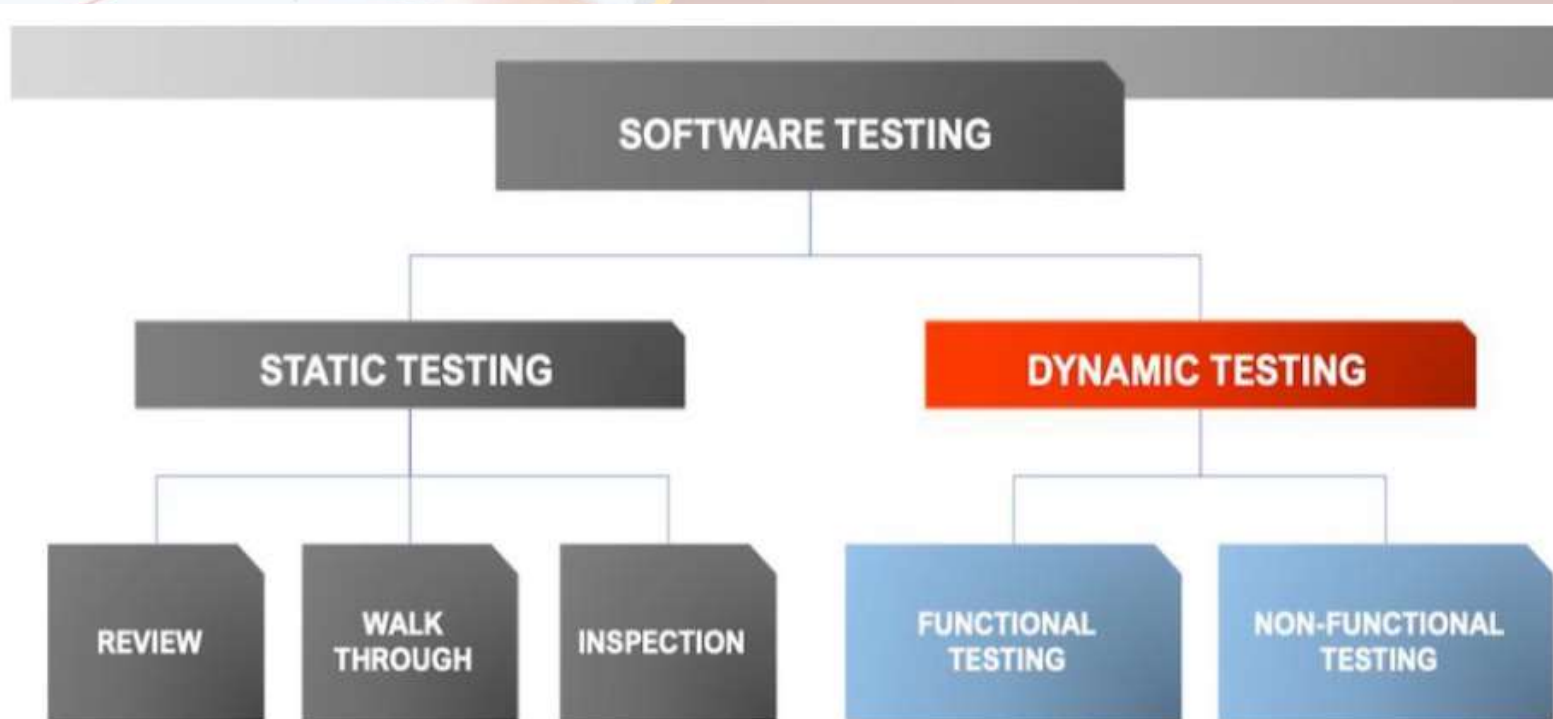 SOFTWARE TESTING
STATIC TESTING
DYNAMIC TESTING
REVIEW
WALK
THROUGH
INSPECTION
FUNCTIONAL
TESTING
NON-FUNCTIONAL
TESTING